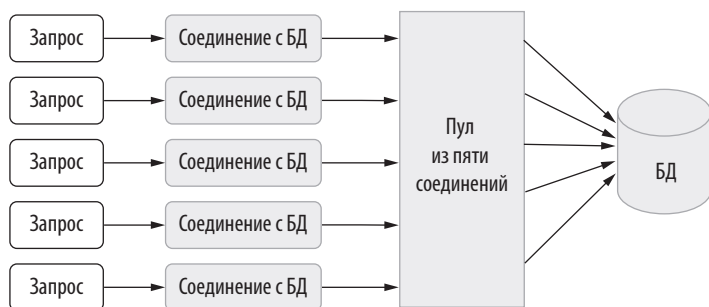 Запрос
Соединение с БД
Запрос
Соединение с БД
Запрос
Соединение с БД
Запрос
Соединение с БД
Запрос
Соединение с БД
Пул
из пяти
соединений
БД